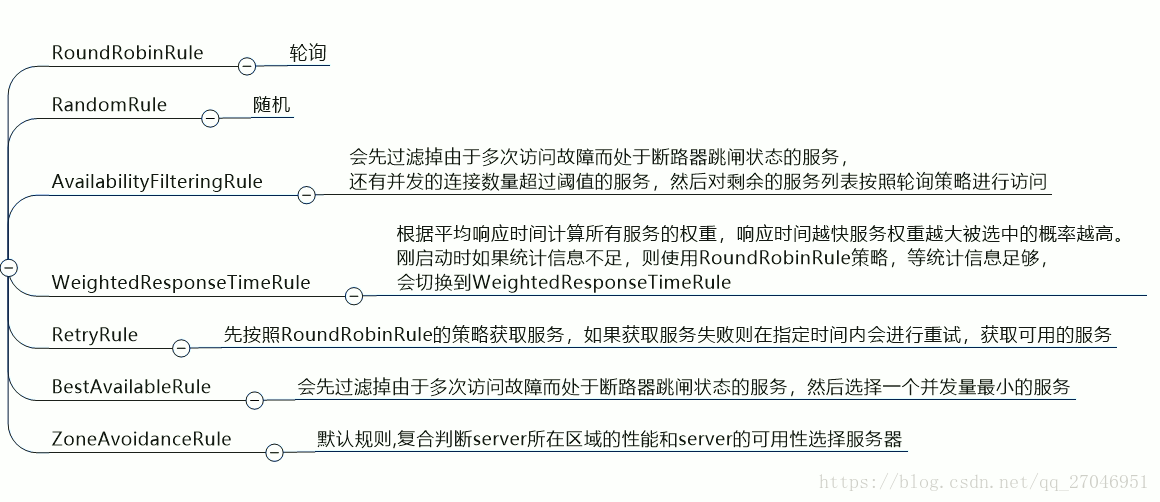 RoundRobinRule 轮询
RandomRule 随机
AvailabilityFilteringRule
会先过滤掉由于多次访问故障而处于断路器跳闸状态的服务，
还有并发的连接数量超过阈值的服务，然后对剩余的服务列表按照轮询策略进行访问
WeightedResponseTimeRule
根据平均响应时间计算所有服务的权重，响应时间越快服务权重越大被选中的概率越高。
刚启动时如果统计信息不足，则使用RoundRobinRule策略，等统计信息足够，
会切换到WeightedResponseTimeRule
RetryRule 先按照RoundRobinRule的策略获取服务，如果获取服务失败则在指定时间内会进行重试，获取可用的服务
BestAvailableRule 会先过滤掉由于多次访问故障而处于断路器跳闸状态的服务，然后选择一个并发量最小的服务
ZoneAvoidanceRule 默认规则,复合判断server所在区域的性能和server的可用性选择服务器
https://blog.csdn.net/qq_27046951